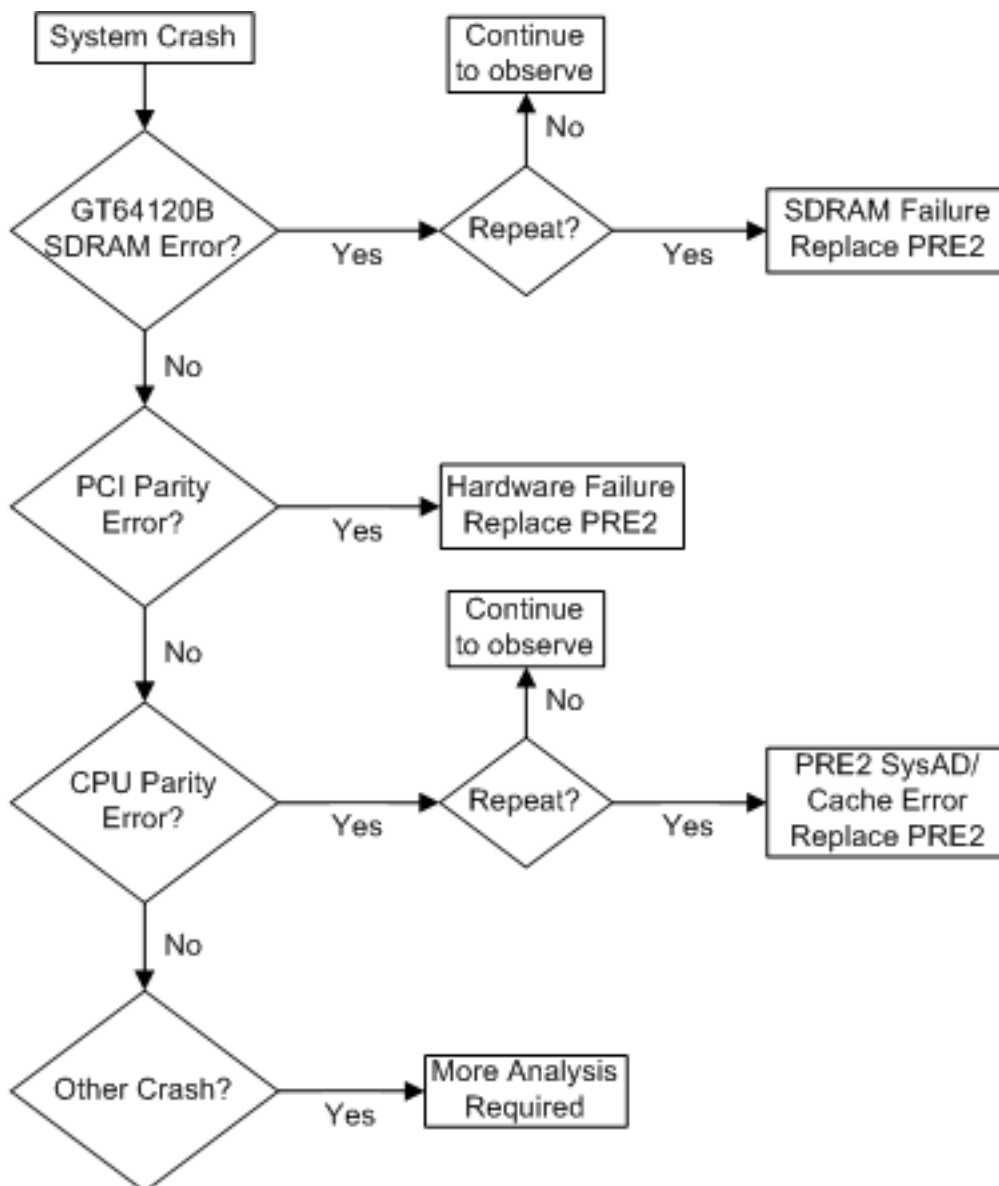 System Crash
Continue
to observe
No
GT64120B
SDRAM Error?
Yes
Repeat?
Yes
SDRAM Failure
Replace PRE2
No
PCI Parity
Error?
Yes
Hardware Failure
Replace PRE2
No
Continue
to observe
No
CPU Parity
Error?
Yes
Repeat?
Yes
PRE2 SysAD/
Cache Error
Replace PRE2
No
Other Crash?
Yes
More Analysis
Required